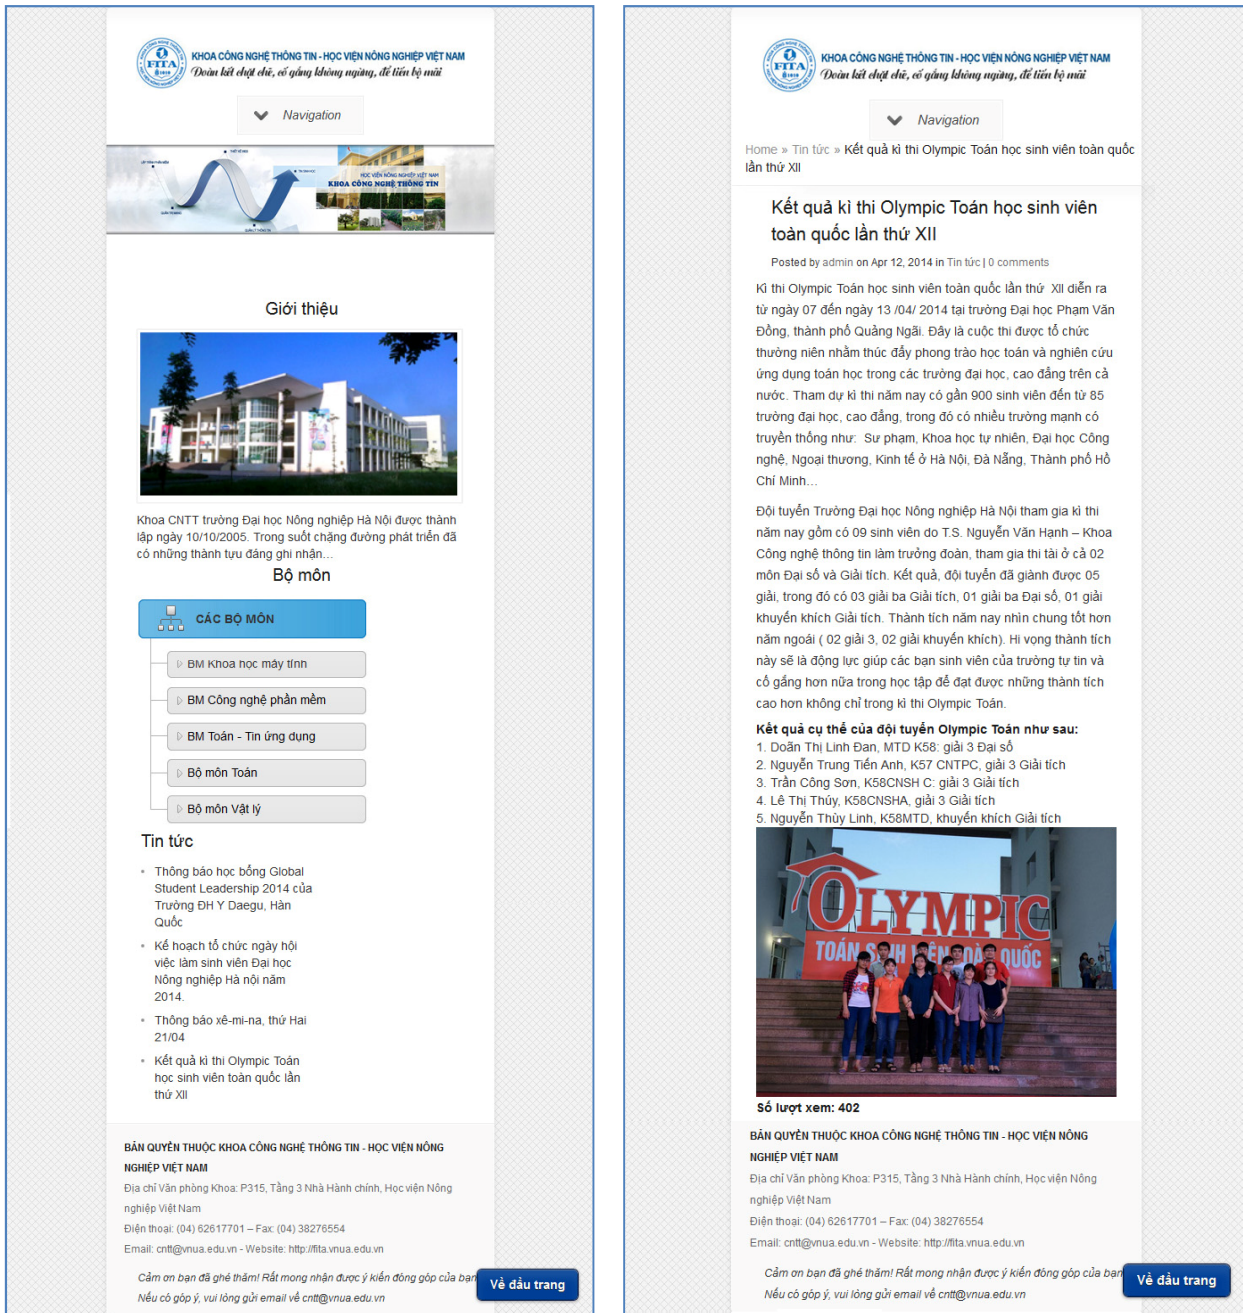 KHOA CÔNG NGHỆ THÔNG TIN - HỌC VIỆN NÔNG NGHIỆP VIỆT NAM
Đoàn kết chặt chẽ, cố gắng không ngừng, để tiến bộ mãi
Navigation
HỌC VIỆN NÔNG NGHIỆP VIỆT NAM
KHOA CÔNG NGHỆ THÔNG TIN
Giới thiệu
Khoa CNTT trường Đại học Nông nghiệp Hà Nội được thành
lập ngày 10/10/2005. Trong suốt chặng đường phát triển đã
có những thành tựu đáng ghi nhận…
Bộ môn
CÁC BỘ MÔN
BM Khoa học máy tính
BM Công nghệ phần mềm
BM Toán - Tin ứng dụng
Bộ môn Toán
Bộ môn Vật lý
Tin tức
Thông báo học bổng Global
Student Leadership 2014 của
Trường ĐH Y Daegu, Hàn
Quốc
Kế hoạch tổ chức ngày hội
việc làm sinh viên Đại học
Nông nghiệp Hà nội năm
2014.
Thông báo xê-mi-na, thứ Hai
21/04
Kết quả kì thi Olympic Toán
học sinh viên toàn quốc lần
thứ XII
BẢN QUYỀN THUỘC KHOA CÔNG NGHỆ THÔNG TIN - HỌC VIỆN NÔNG
NGHIỆP VIỆT NAM
Địa chỉ Văn phòng Khoa: P315, Tầng 3 Nhà Hành chính, Học viện Nông
nghiệp Việt Nam
Điện thoại: (04) 62617701 – Fax: (04) 38276554
Email: cntt@vnua.edu.vn - Website: http://fita.vnua.edu.vn
Cảm ơn bạn đã ghé thăm! Rất mong nhận được ý kiến đóng góp của bạn
Nếu có góp ý, vui lòng gửi email về cntt@vnua.edu.vn
Về đầu trang
KHOA CÔNG NGHỆ THÔNG TIN - HỌC VIỆN NÔNG NGHIỆP VIỆT NAM
Đoàn kết chặt chẽ, cố gắng không ngừng, để tiến bộ mãi
Navigation
Home » Tin tức » Kết quả kì thi Olympic Toán học sinh viên toàn quốc
lần thứ XII
Kết quả kì thi Olympic Toán học sinh viên
toàn quốc lần thứ XII
Posted by admin on Apr 12, 2014 in Tin tức | 0 comments
Kì thi Olympic Toán học sinh viên toàn quốc lần thứ XII diễn ra
từ ngày 07 đến ngày 13 /04/ 2014 tại trường Đại học Phạm Văn
Đồng, thành phố Quảng Ngãi. Đây là cuộc thi được tổ chức
thường niên nhằm thúc đẩy phong trào học toán và nghiên cứu
ứng dụng toán học trong các trường đại học, cao đẳng trên cả
nước. Tham dự kì thi năm nay có gần 900 sinh viên đến từ 85
trường đại học, cao đẳng, trong đó có nhiều trường mạnh có
truyền thống như: Sư phạm, Khoa học tự nhiên, Đại học Công
nghệ, Ngoại thương, Kinh tế ở Hà Nội, Đà Nẵng, Thành phố Hồ
Chí Minh…
Đội tuyển Trường Đại học Nông nghiệp Hà Nội tham gia kì thi
năm nay gồm có 09 sinh viên do T.S. Nguyễn Văn Hạnh – Khoa
Công nghệ thông tin làm trưởng đoàn, tham gia thi tài ở cả 02
môn Đại số và Giải tích. Kết quả, đội tuyển đã giành được 05
giải, trong đó có 03 giải ba Giải tích, 01 giải ba Đại số, 01 giải
khuyến khích Giải tích. Thành tích năm nay nhìn chung tốt hơn
năm ngoái ( 02 giải 3, 02 giải khuyến khích). Hi vọng thành tích
này sẽ là động lực giúp các bạn sinh viên của trường tự tin và
cố gắng hơn nữa trong học tập để đạt được những thành tích
cao hơn không chỉ trong kì thi Olympic Toán.
Kết quả cụ thể của đội tuyển Olympic Toán như sau:
1. Doãn Thị Linh Đan, MTD K58: giải 3 Đại số
2. Nguyễn Trung Tiến Anh, K57 CNTPC, giải 3 Giải tích
3. Trần Công Sơn, K58CNSH C: giải 3 Giải tích
4. Lê Thị Thúy, K58CNSHA, giải 3 Giải tích
5. Nguyễn Thùy Linh, K58MTD, khuyến khích Giải tích
OLYMPIC
TOÁN SINH VIÊN TOÀN QUỐC
Số lượt xem: 402
BẢN QUYỀN THUỘC KHOA CÔNG NGHỆ THÔNG TIN - HỌC VIỆN NÔNG
NGHIỆP VIỆT NAM
Địa chỉ Văn phòng Khoa: P315, Tầng 3 Nhà Hành chính, Học viện Nông
nghiệp Việt Nam
Điện thoại: (04) 62617701 – Fax: (04) 38276554
Email: cntt@vnua.edu.vn - Website: http://fita.vnua.edu.vn
Cảm ơn bạn đã ghé thăm! Rất mong nhận được ý kiến đóng góp của bạn
Nếu có góp ý, vui lòng gửi email về cntt@vnua.edu.vn
Về đầu trang